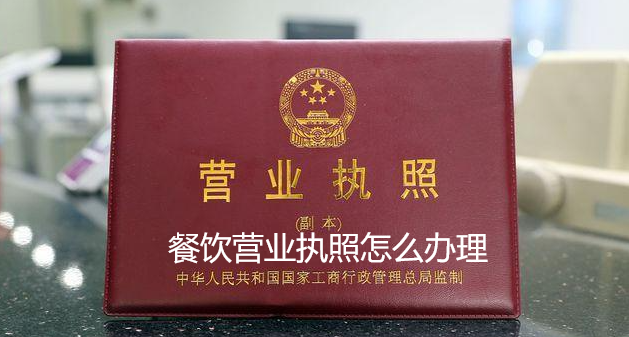 营业执照
(副本)
餐饮营业执照怎么办理
中华人民共和国国家工商行政管理总局监制